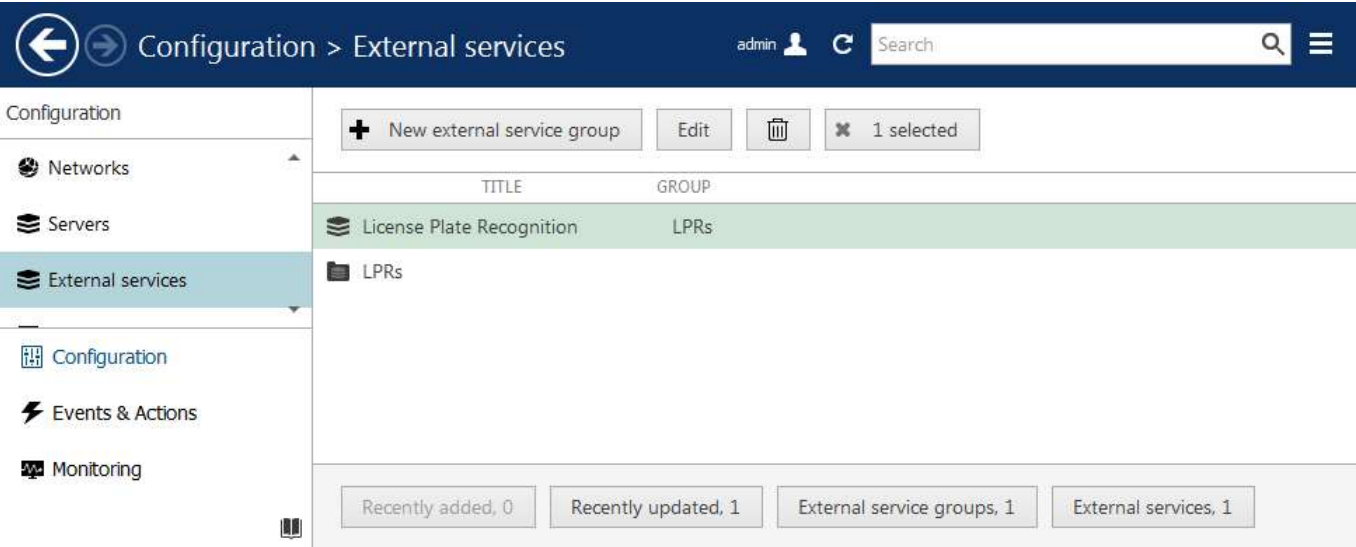 Configuration > External services
admin
Search
Configuration
Networks
Servers
External services
Configuration
Events & Actions
Monitoring
New external service group
Edit
1 selected
TITLE GROUP
License Plate Recognition LPRs
LPRs
Recently added, 0
Recently updated, 1
External service groups, 1
External services, 1